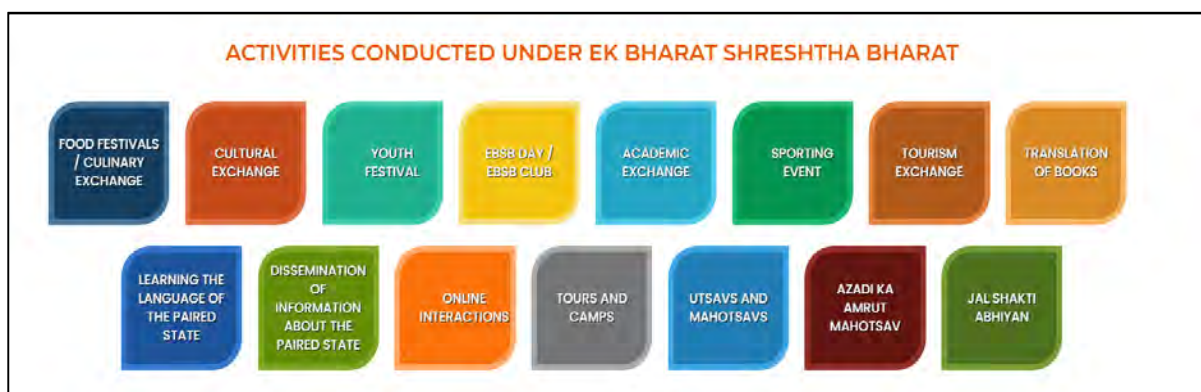 ACTIVITIES CONDUCTED UNDER EK BHARAT SHRESHTHA BHARAT
FOOD FESTIVALS
/ CULINARY
EXCHANGE
CULTURAL
EXCHANGE
YOUTH
FESTIVAL
EBSB DAY /
EBSB CLUB
ACADEMIC
EXCHANGE
SPORTING
EVENT
TOURISM
EXCHANGE
TRANSLATION
OF BOOKS
LEARNING THE
LANGUAGE OF
THE PAIRED
STATE
DISSEMINATION
OF
INFORMATION
ABOUT THE
PAIRED STATE
ONLINE
INTERACTIONS
TOURS AND
CAMPS
UTSAVS AND
MAHOTSAVS
AZADI KA
AMRUT
MAHOTSAV
JAL SHAKTI
ABHIYAN